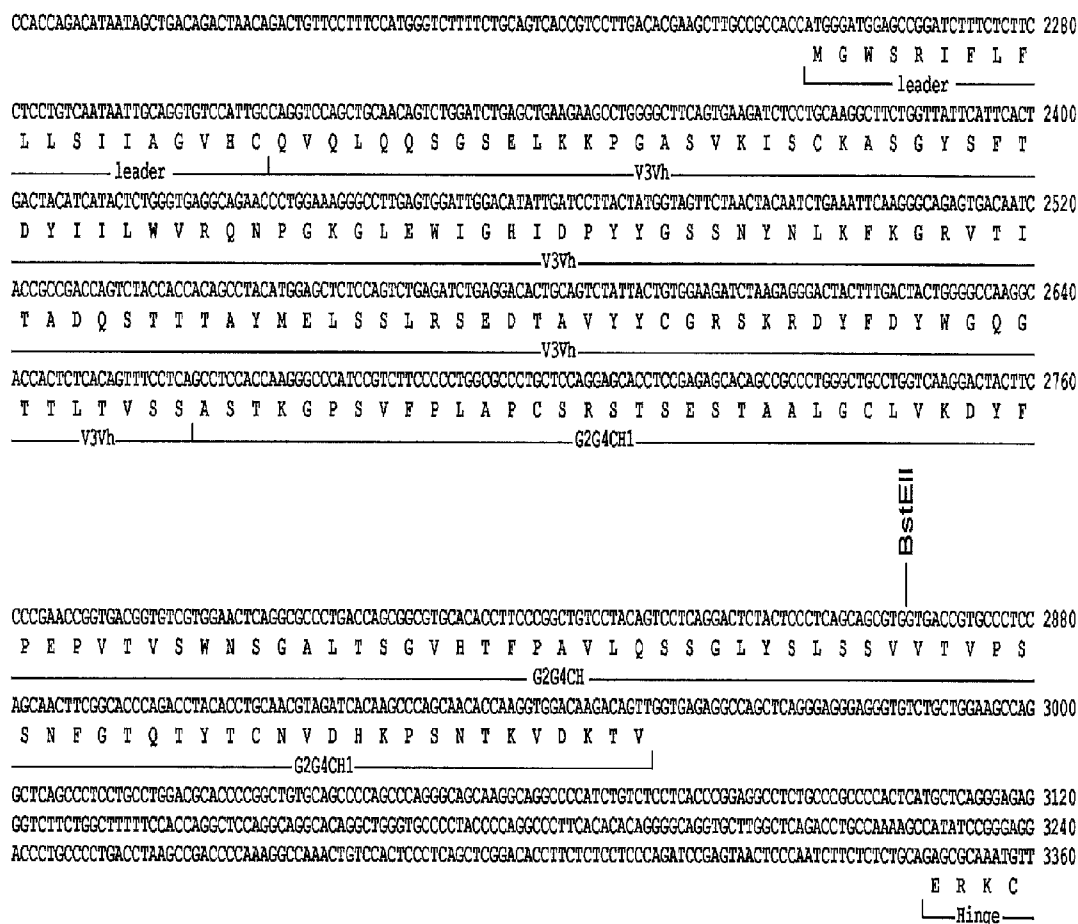 CCACCAGACATAATAGCTGACAGACTAACAGACTGTTCCTTTCCATGGGTCTTTTCTGCAGTCACCGTCCTTGACACGAAGCTTGCCGCCACCATGGGATGGAGCCGGATCTTTCTCTTC 2280
M G W S R I F L F
leader
CTCCTGTCAATAATTGCAGGTGTCCATTGCCAGGTCCAGCTGCAACAGTCTGGATCTGAGCTGAAGAAGCCTGGGGCTTCAGTGAAGATCTCCTGCAAGGCTTCTGGTTATTCATTCACT 2400
L L S I I A G V H C Q V Q L Q Q S G S E L K K P G A S V K I S C K A S G Y S F T
leader V3Vh
GACTACATCATACTCTGGGTGAGGCAGAACCCTGGAAAGGGCCTTGAGTGGATTGGACATATTGATCCTTACTATGGTAGTTCTAACTACAATCTGAAATTCAAGGGCAGAGTGACAATC 2520
D Y I I L W V R Q N P G K G L E W I G H I D P Y Y G S S N Y N L K F K G R V T I
V3Vh
ACCGCCGACCAGTCTACCACCACAGCCTACATGGAGCTCTCCAGTCTGAGATCTGAGGACACTGCAGTCTATTACTGTGGAAGATCTAAGAGGGACTACTTTGACTACTGGGGCCAAGGC 2640
T A D Q S T T T A Y M E L S S L R S E D T A V Y Y C G R S K R D Y F D Y W G Q G
V3Vh
ACCACTCTCACAGTTTCCTCAGCCTCCACCAAGGGCCCATCCGTCTTCCCCCTGGCGCCCTGCTCCAGGAGCACCTCCGAGAGCACAGCCGCCCTGGGCTGCCTGGTCAAGGACTACTTC 2760
T T L T V S S A S T K G P S V F P L A P C S R S T S E S T A A L G C L V K D Y F
V3Vh G2G4CH1
BstEII
CCCGAACCGGTGACGGTGTCGTGGAACTCAGGCGCCCTGACCAGCGGCGTGCACACCTTCCCGGCTGTCCTACAGTCCTCAGGACTCTACTCCCTCAGCAGCGTGGTGACCGTGCCCTCC 2880
P E P V T V S W N S G A L T S G V H T F P A V L Q S S G L Y S L S S V V T V P S
G2G4CH
AGCAACTTCGGCACCCAGACCTACACCTGCAACGTAGATCACAAGCCCAGCAACACCAAGGTGGACAAGACAGTTGGTGAGAGGCCAGCTCAGGGAGGGAGGGTGTCTGCTGGAAGCCAG 3000
S N F G T Q T Y T C N V D H K P S N T K V D K T V
G2G4CH1
GCTCAGCCCTCCTGCCTGGACGCACCCCGGCTGTGCAGCCCCAGCCCAGGGCAGCAAGGCAGGCCCCATCTGTCTCCTCACCCGGAGGCCTCTGCCCGCCCCACTCATGCTCAGGGAGAG 3120
GGTCTTCTGGCTTTTTCCACCAGGCTCCAGGCAGGCACAGGCTGGGTGCCCCTACCCCAGGCCCTTCACACACAGGGGCAGGTGCTTGGCTCAGACCTGCCAAAAGCCATATCCGGGAGG 3240
ACCCTGCCCCTGACCTAAGCCGACCCCAAAGGCCAAACTGTCCACTCCCTCAGCTCGGACACCTTCTCTCCTCCCAGATCCGAGTAACTCCCAATCTTCTCTCTGCAGAGCGCAAATGTT 3360
E R K C
Hinge